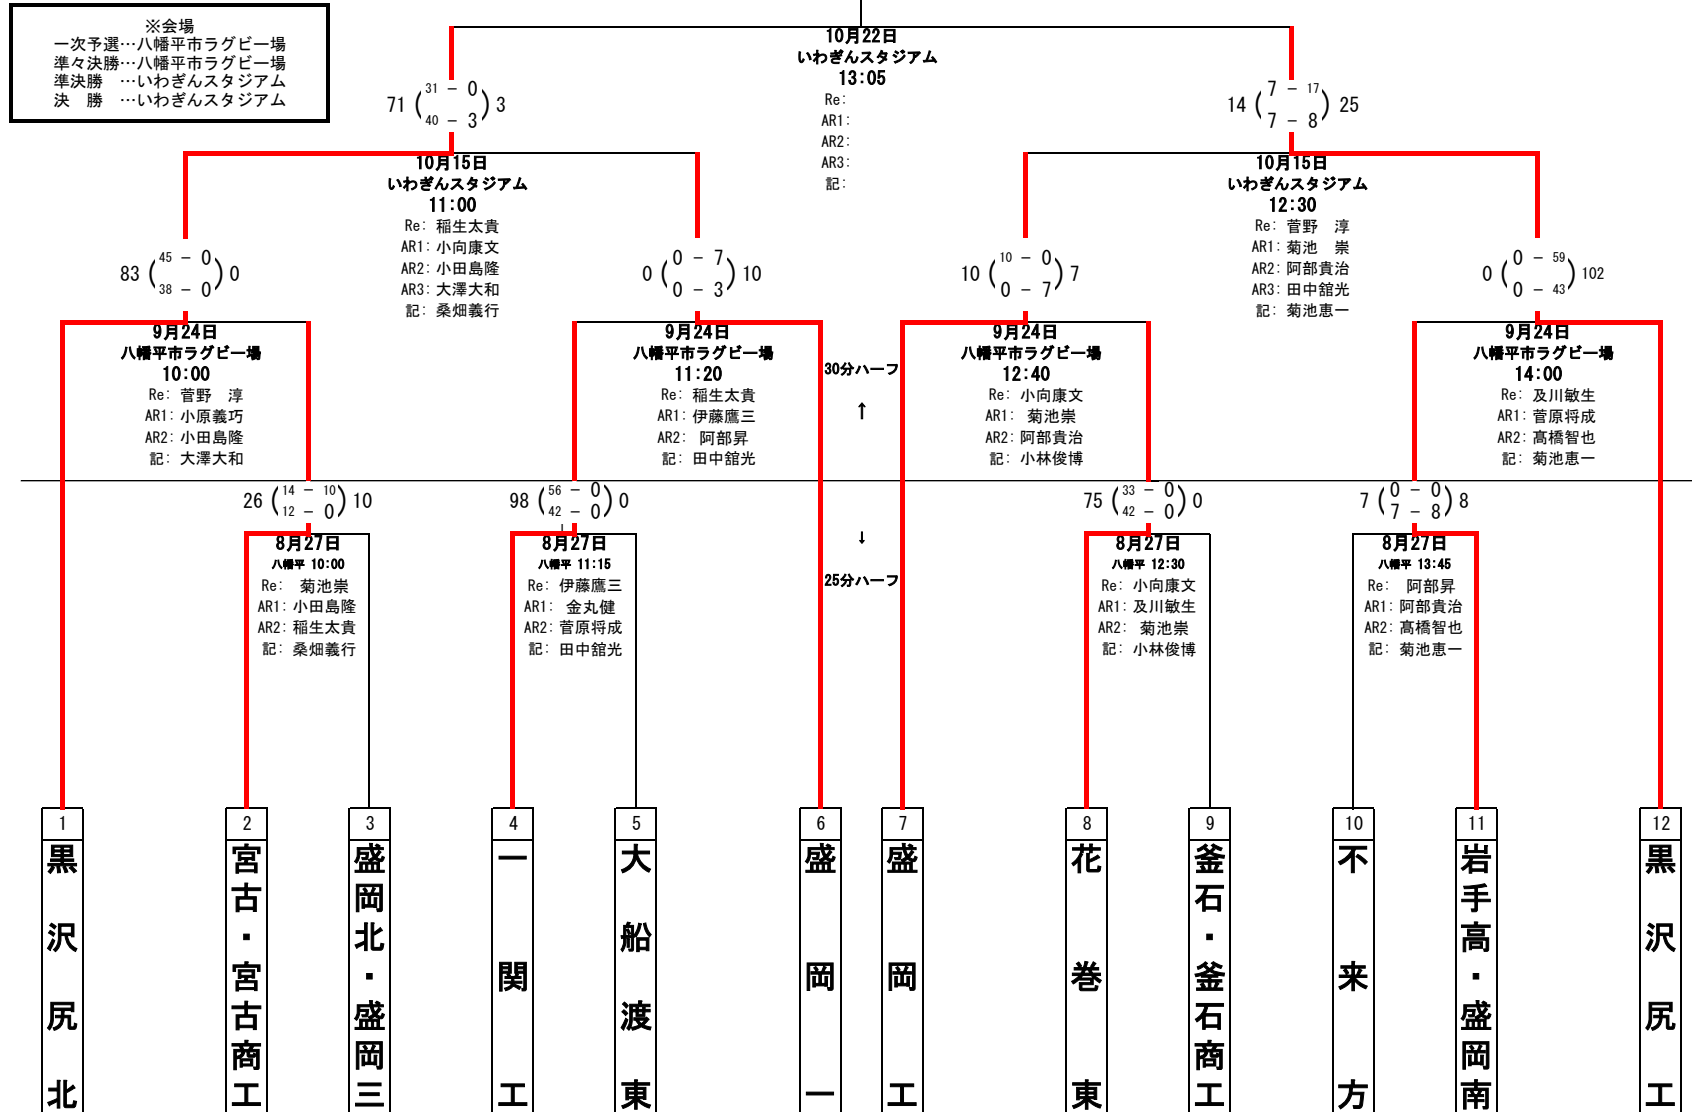 ※会場
一次予選…八幡平市ラグビー場
準々決勝…八幡平市ラグビー場
準決勝　…いわぎんスタジアム
決　勝　…いわぎんスタジアム
10月22日
いわぎんスタジアム
13:05
Re:
AR1:
AR2:
AR3:
記:
71 ( 31 － 0 ) 3
40 － 3
10月15日
いわぎんスタジアム
11:00
Re: 稲生太貴
AR1: 小向康文
AR2: 小田島隆
AR3: 大澤大和
記: 桑畑義行
14 ( 7 － 17 ) 25
7 － 8
10月15日
いわぎんスタジアム
12:30
Re: 菅野　淳
AR1: 菊池　崇
AR2: 阿部貴治
AR3: 田中舘光
記: 菊池恵一
83 ( 45 － 0 ) 0
38 － 0
9月24日
八幡平市ラグビー場
10:00
Re: 菅野　淳
AR1: 小原義巧
AR2: 小田島隆
記: 大澤大和
0 ( 0 － 7 ) 10
0 － 3
9月24日
八幡平市ラグビー場
11:20
Re: 稲生太貴
AR1: 伊藤鷹三
AR2: 阿部昇
記: 田中舘光
10 ( 10 － 0 ) 7
0 － 7
9月24日
八幡平市ラグビー場
12:40
Re: 小向康文
AR1: 菊池崇
AR2: 阿部貴治
記: 小林俊博
0 ( 0 － 59 ) 102
0 － 43
9月24日
八幡平市ラグビー場
14:00
Re: 及川敏生
AR1: 菅原将成
AR2: 髙橋智也
記: 菊池恵一
30分ハーフ
↑
↓
25分ハーフ
26 ( 14 － 10 ) 10
12 － 0
8月27日
八幡平 10:00
Re: 菊池崇
AR1: 小田島隆
AR2: 稲生太貴
記: 桑畑義行
98 ( 56 － 0 ) 0
42 － 0
8月27日
八幡平 11:15
Re: 伊藤鷹三
AR1: 金丸健
AR2: 菅原将成
記: 田中舘光
75 ( 33 － 0 ) 0
42 － 0
8月27日
八幡平 12:30
Re: 小向康文
AR1: 及川敏生
AR2: 菊池崇
記: 小林俊博
7 ( 0 － 0 ) 8
7 － 8
8月27日
八幡平 13:45
Re: 阿部昇
AR1: 阿部貴治
AR2: 髙橋智也
記: 菊池恵一
1
黒沢尻北
2
宮古・宮古商工
3
盛岡北・盛岡三
4
一関工
5
大船渡東
6
盛岡一
7
盛岡工
8
花巻東
9
釜石・釜石商工
10
不来方
11
岩手高・盛岡南
12
黒沢尻工